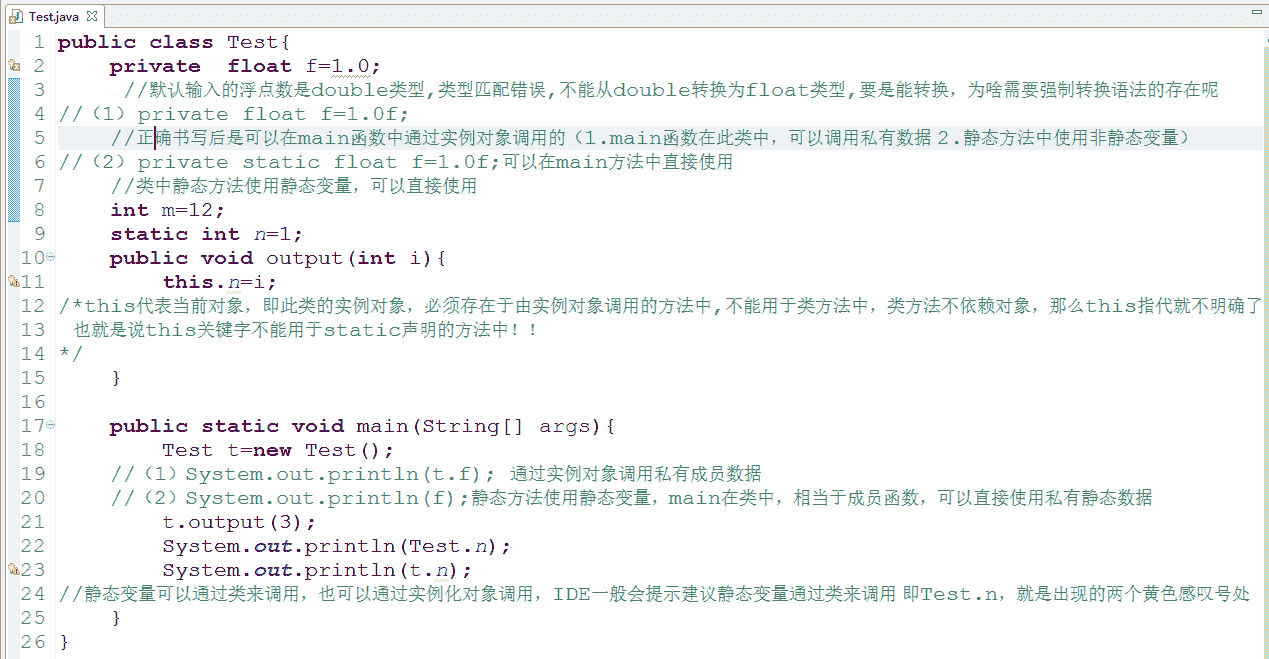 Test.java
1 public class Test{
2 private float f=1.0;
3 //默认输入的浮点数是double类型,类型匹配错误,不能从double转换为float类型,要是能转换，为啥需要强制转换语法的存在呢
4 //（1）private float f=1.0f;
5 //正确书写后是可以在main函数中通过实例对象调用的（1.main函数在此类中，可以调用私有数据 2.静态方法中使用非静态变量）
6 //（2）private static float f=1.0f;可以在main方法中直接使用
7 //类中静态方法使用静态变量，可以直接使用
8 int m=12;
9 static int n=1;
10 public void output(int i){
11 this.n=i;
12 /*this代表当前对象，即此类的实例对象，必须存在于由实例对象调用的方法中,不能用于类方法中，类方法不依赖对象，那么this指代就不明确了
13 也就是说this关键字不能用于static声明的方法中！！
14 */
15 }
16
17 public static void main(String[] args){
18 Test t=new Test();
19 //（1）System.out.println(t.f); 通过实例对象调用私有成员数据
20 //（2）System.out.println(f);静态方法使用静态变量，main在类中，相当于成员函数，可以直接使用私有静态数据
21 t.output(3);
22 System.out.println(Test.n);
23 System.out.println(t.n);
24 //静态变量可以通过类来调用，也可以通过实例化对象调用，IDE一般会提示建议静态变量通过类来调用 即Test.n，就是出现的两个黄色感叹号处
25 }
26 }